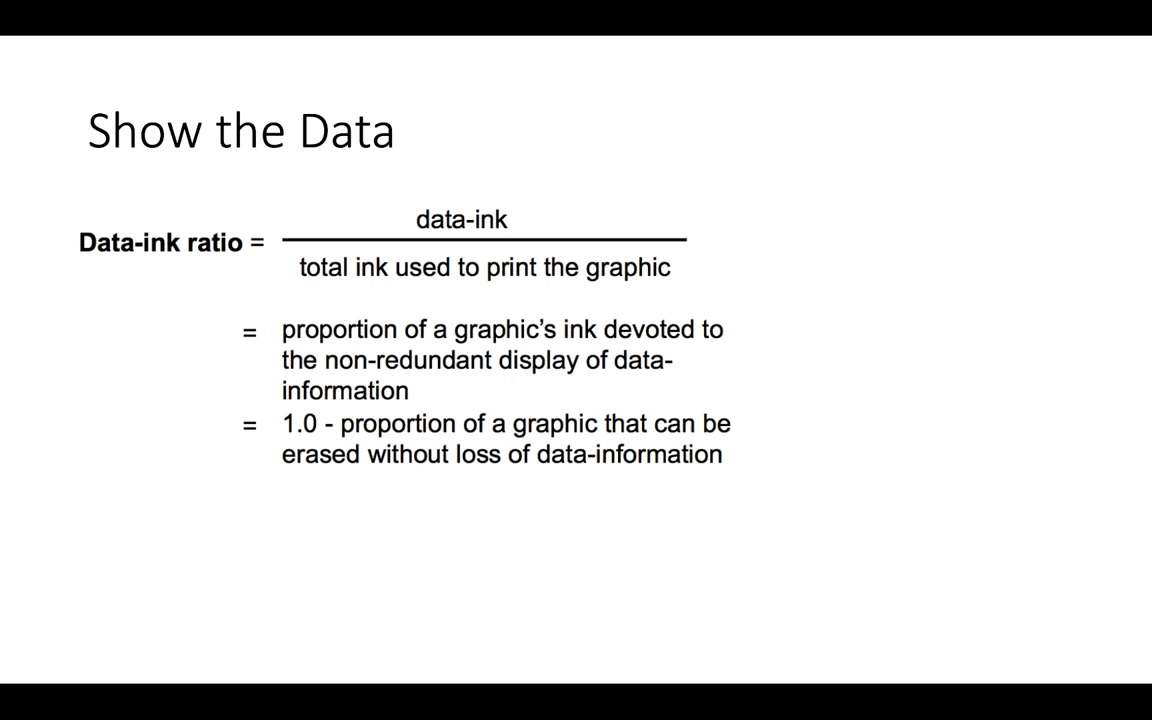 Show the Data
data-ink
Data-ink ratio =
total ink used to print the graphic
= proportion of a graphic’s ink devoted to
the non-redundant display of data-
information
= 1.0 - proportion of a graphic that can be
erased without loss of data-information